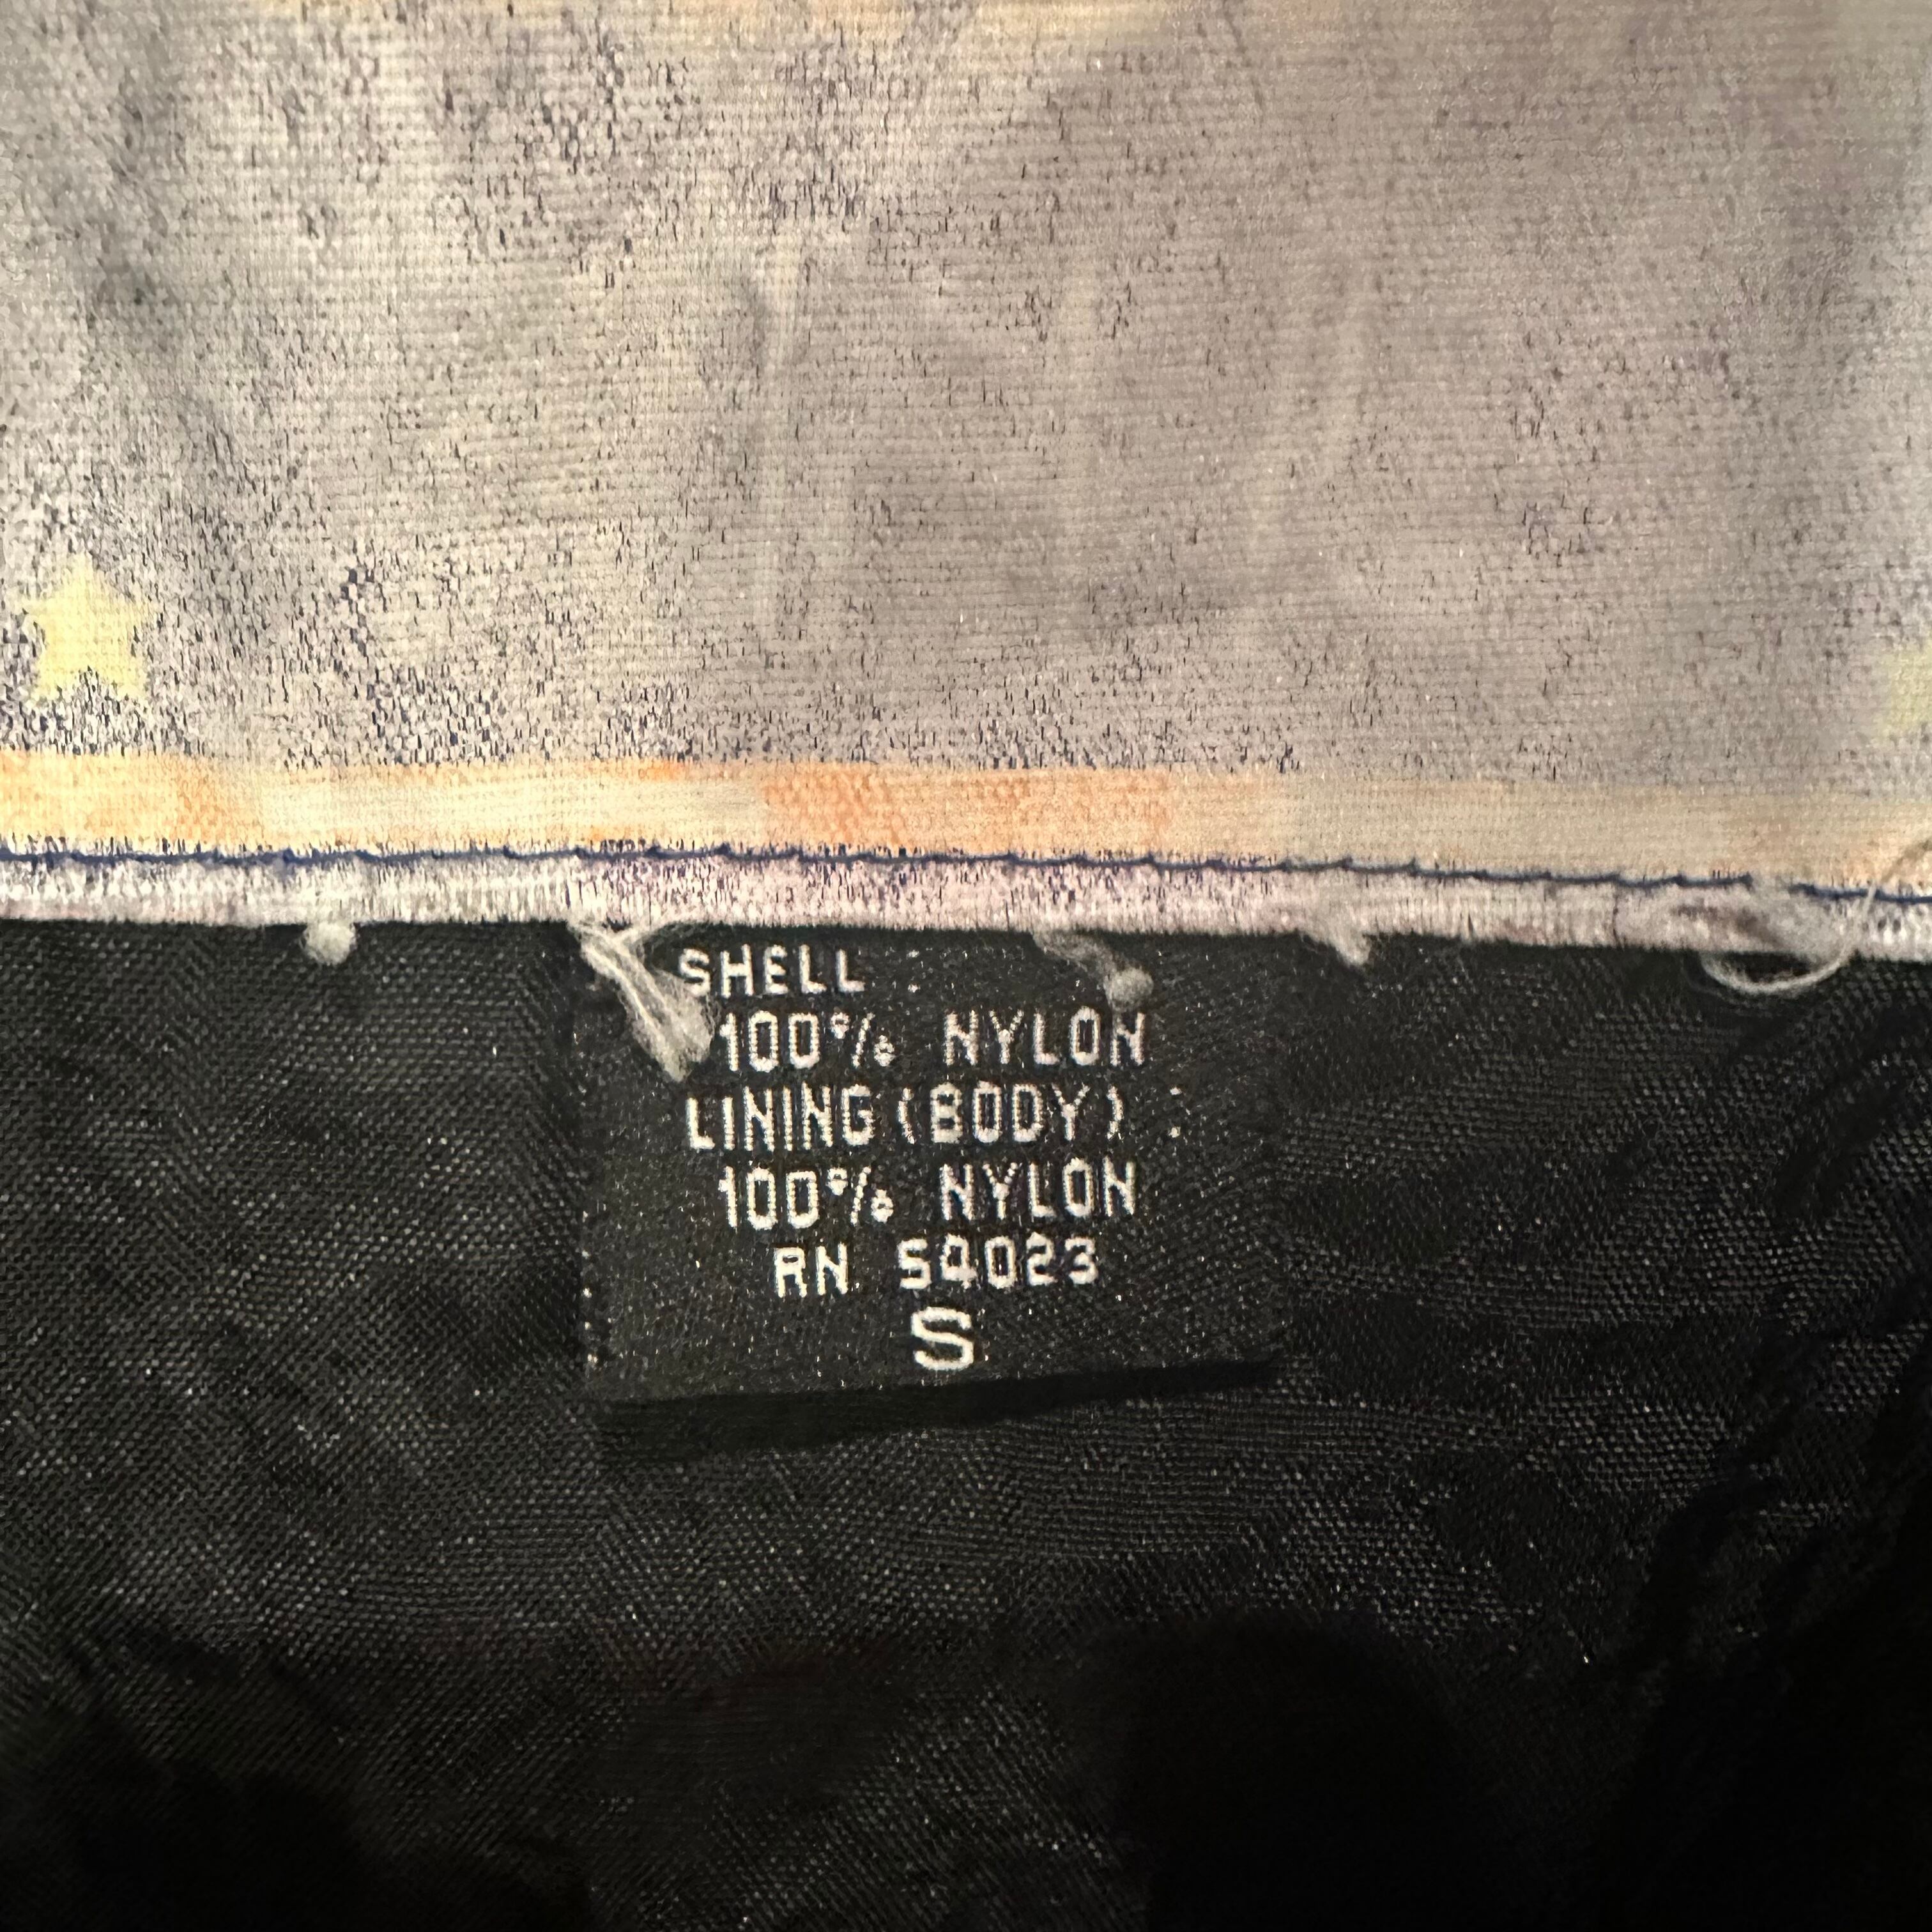 SHELL :
100% NYLON
LINING (BODY) :
100% NYLON
RN 54023
S